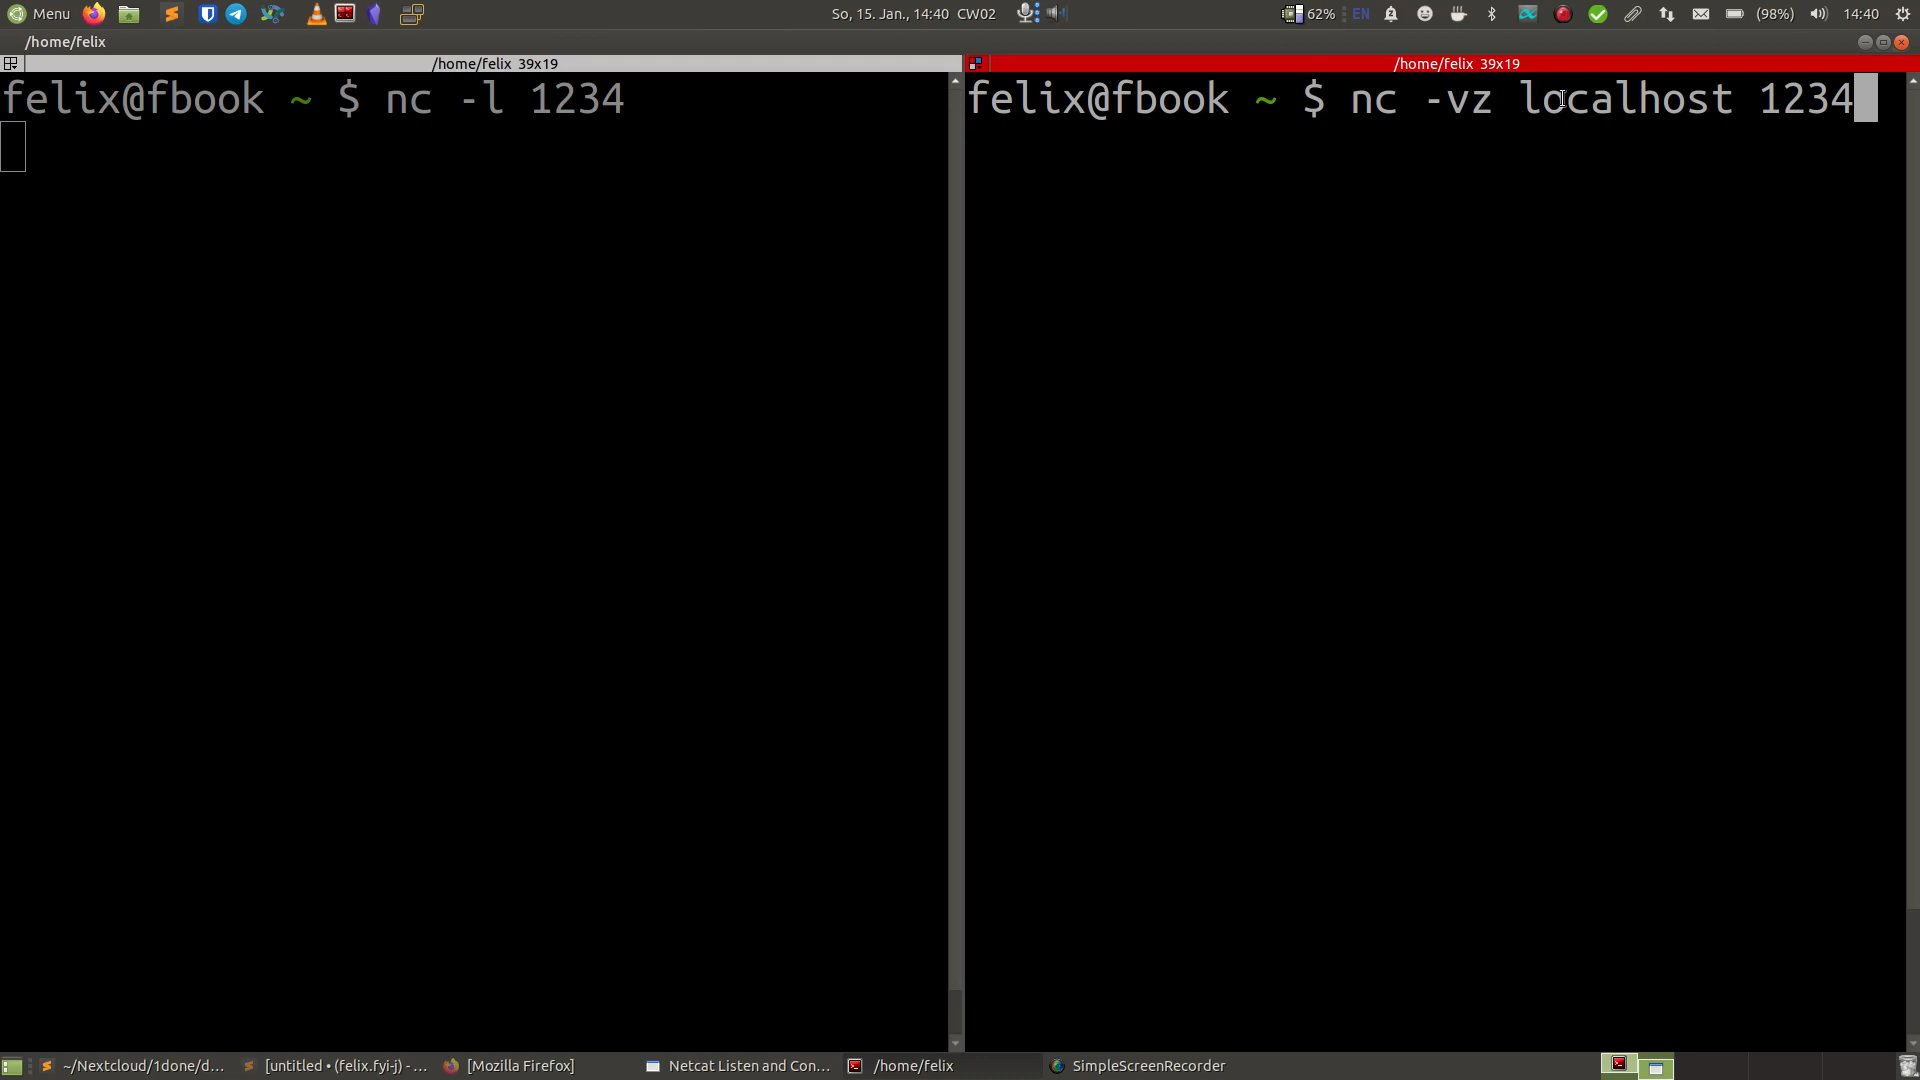 Menu
So, 15. Jan., 14:40 CW02
62%
EN
(98%)
14:40
/home/felix
/home/felix 39x19
/home/felix 39x19
felix@fbook ~ $ nc -l 1234
felix@fbook ~ $ nc -vz localhost 1234
~/Nextcloud/1done/d...
[untitled • (felix.fyi-j) - ...
[Mozilla Firefox]
Netcat Listen and Con...
/home/felix
SimpleScreenRecorder